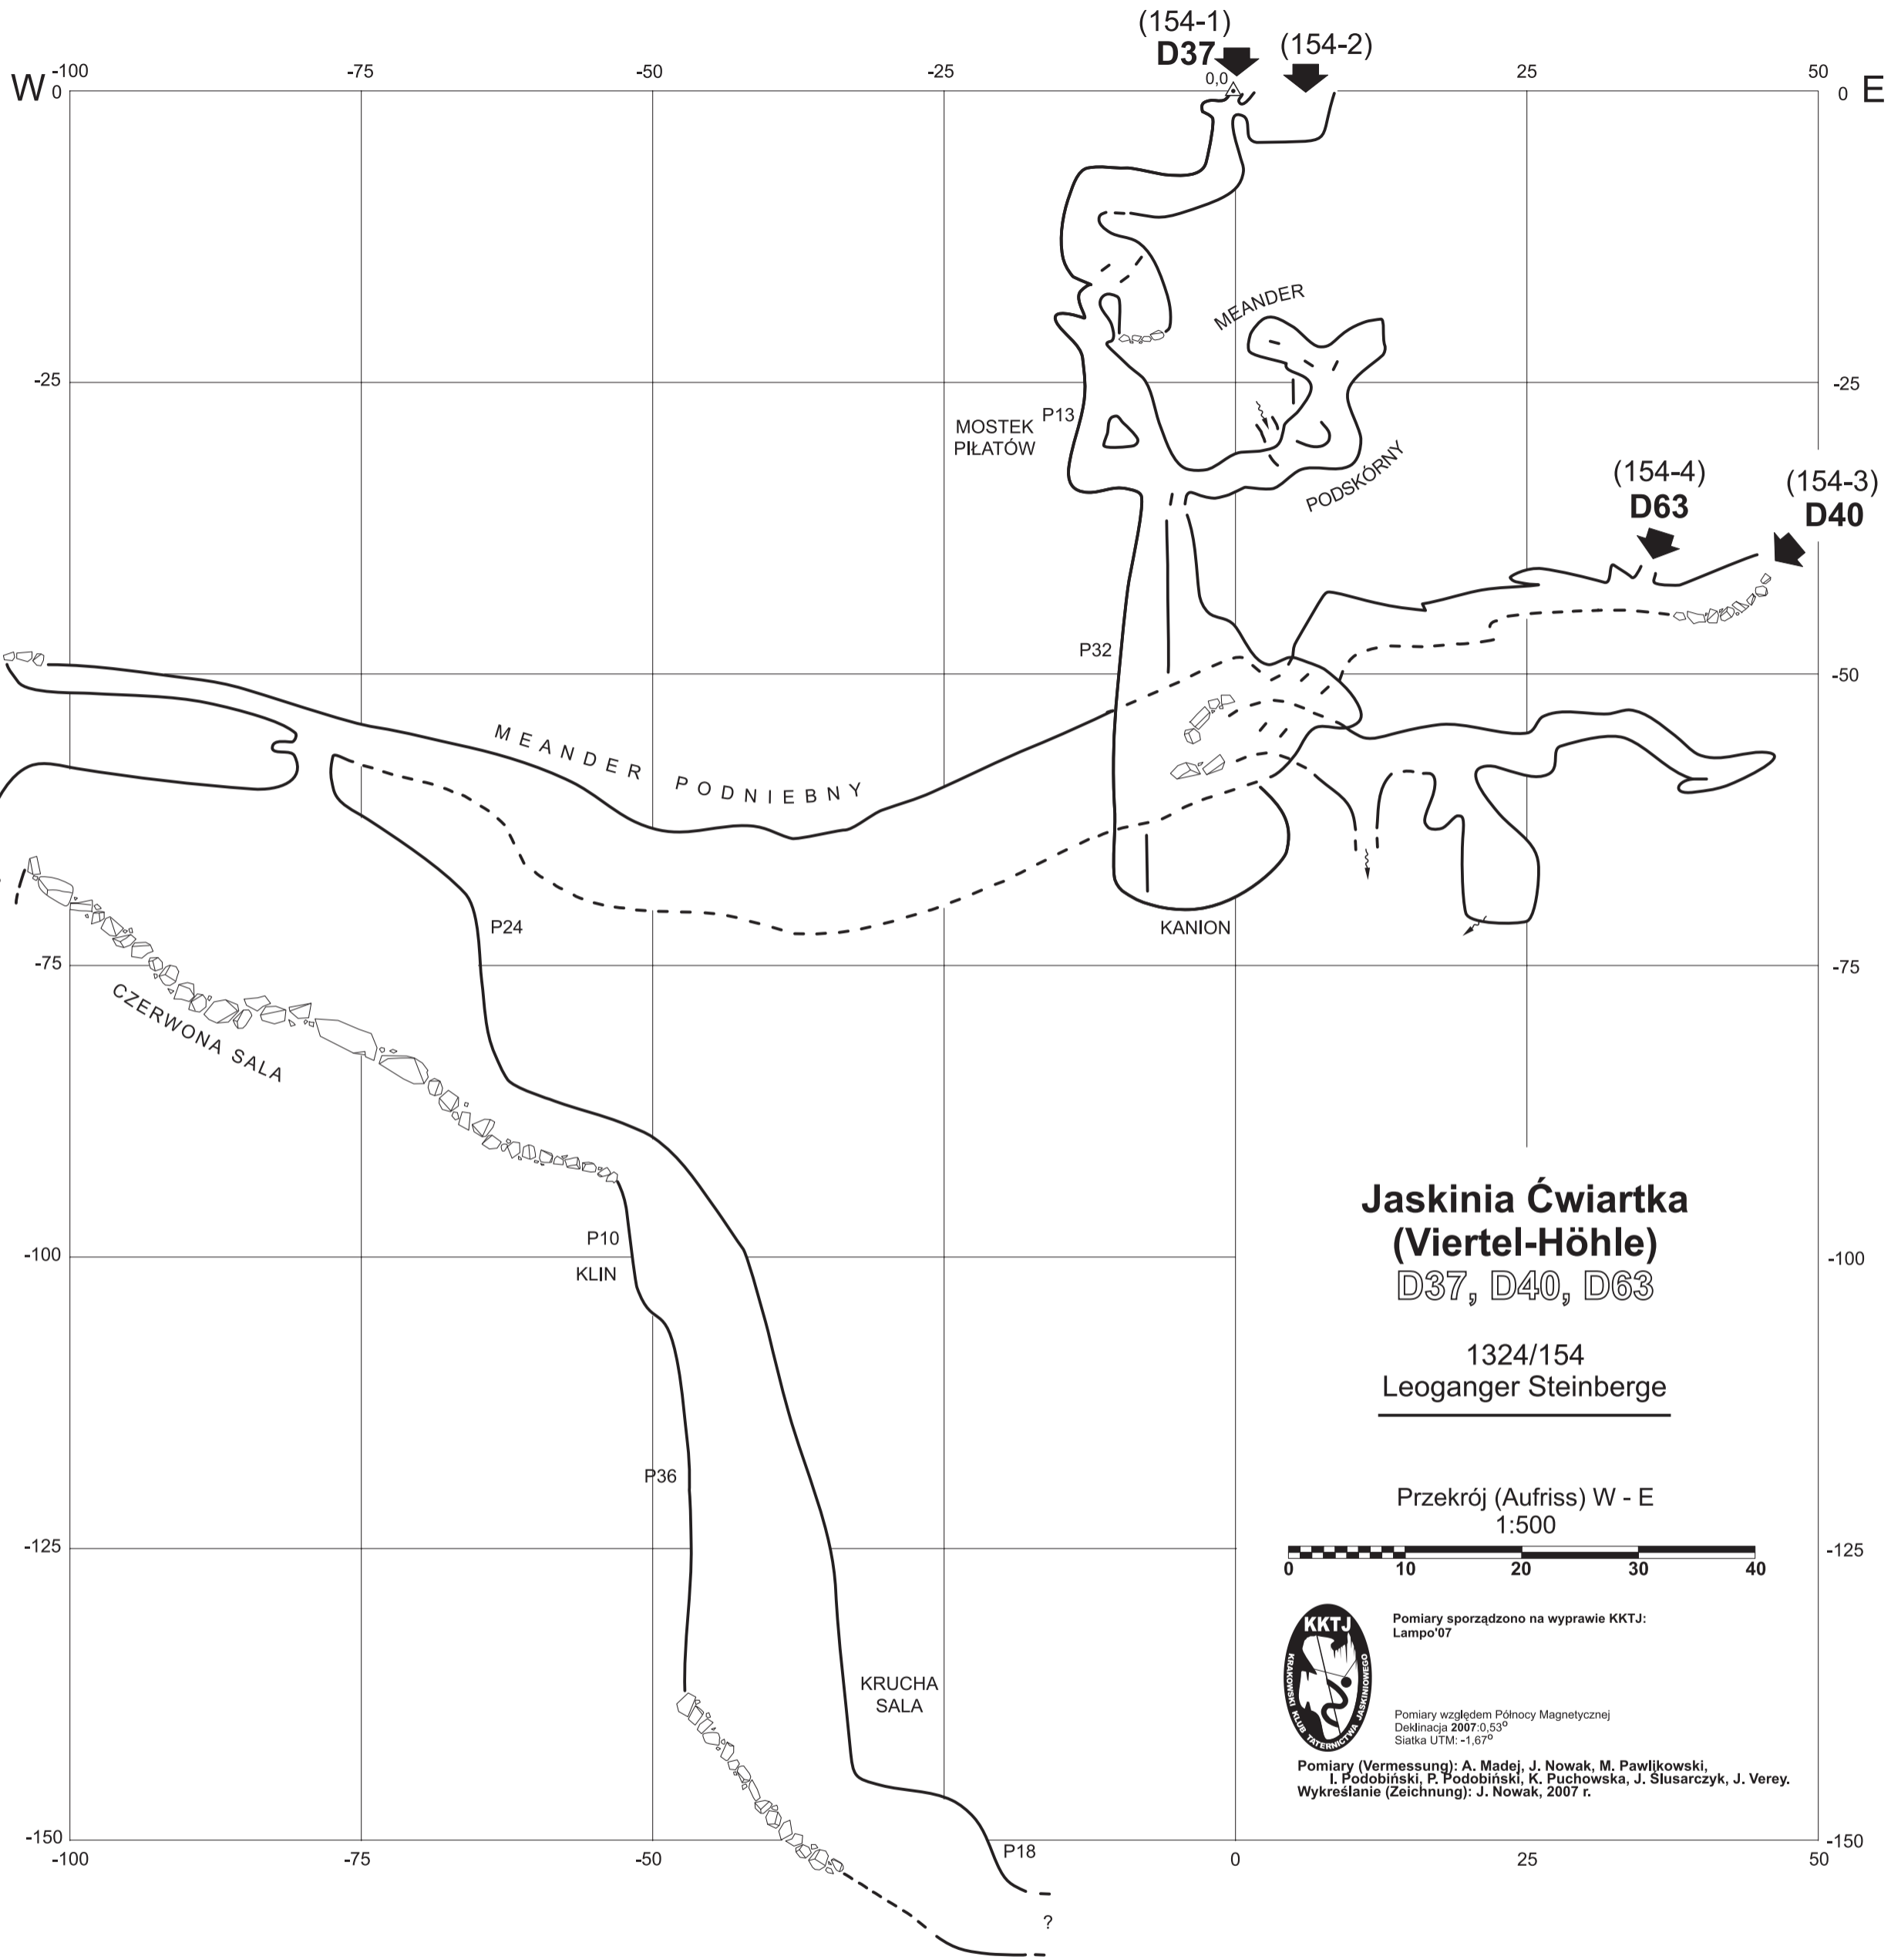 (154-1)
D37
(154-2)
W
-100
-75
-50
-25
0,0
25
50
0
0
E
MEANDER
-25
P13
MOSTEK
PIŁATÓW
PODSKÓRNY
-25
(154-4)
D63
(154-3)
D40
P32
-50
MEANDER PODNIEBNY
P24
KANION
-75
-75
CZERWONA SALA
-100
P10
KLIN
-100
Jaskinia Ćwiartka
(Viertel-Höhle)
D37, D40, D63
1324/154
Leoganger Steinberge
P36
Przekrój (Aufriss) W - E
1:500
-125
-125
0 10 20 30 40
KKTJ
KRAKOWSKI KLUB TATERNICTWA JASKINIOWEGO
Pomiary sporządzono na wyprawie KKTJ:
Lampo'07
KRUCHA
SALA
Pomiary względem Północy Magnetycznej
Deklinacja 2007:0,53°
Siatka UTM: -1,67°
Pomiary (Vermessung): A. Madej, J. Nowak, M. Pawlikowski,
I. Podobiński, P. Podobiński, K. Puchowska, J. Ślusarczyk, J. Verey.
Wykreślanie (Zeichnung): J. Nowak, 2007 r.
-150
P18
-150
-100
-75
-50
0
25
50
?